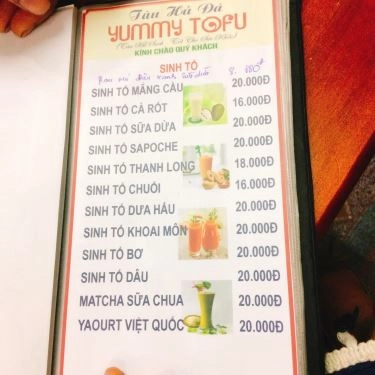 Tàu Hủ Đá
YUMMY TOFU
KÍNH CHÀO QUÝ KHÁCH
SINH TỐ
8.000đ
SINH TỐ MÃNG CẦU 20.000Đ
SINH TỐ CÀ RỐT 16.000Đ
SINH TỐ SỮA DỪA 20.000Đ
SINH TỐ SAPOCHE 20.000Đ
SINH TỐ THANH LONG 18.000Đ
SINH TỐ CHUỐI 16.000Đ
SINH TỐ DƯA HẤU 20.000Đ
SINH TỐ KHOAI MÔN 20.000Đ
SINH TỐ BƠ 20.000Đ
SINH TỐ DÂU 20.000Đ
MATCHA SỮA CHUA 20.000Đ
YAOURT VIỆT QUỐC 20.000Đ